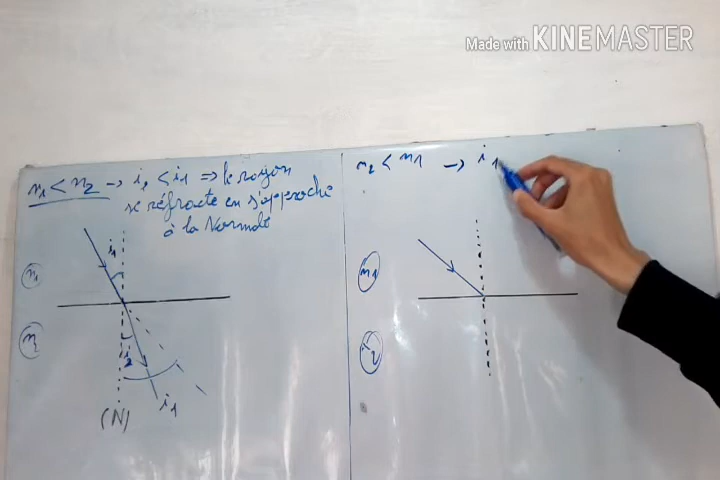 Made with KINEMASTER
n₁ < n₂ → i₂ < i₁ ⇒ le rayon
se réfracte en s'approche
à la Normale
i₁
n₁
n₂
i₂
i₁
(N)
n₂ < n₁ → i₁
n₁
n₂